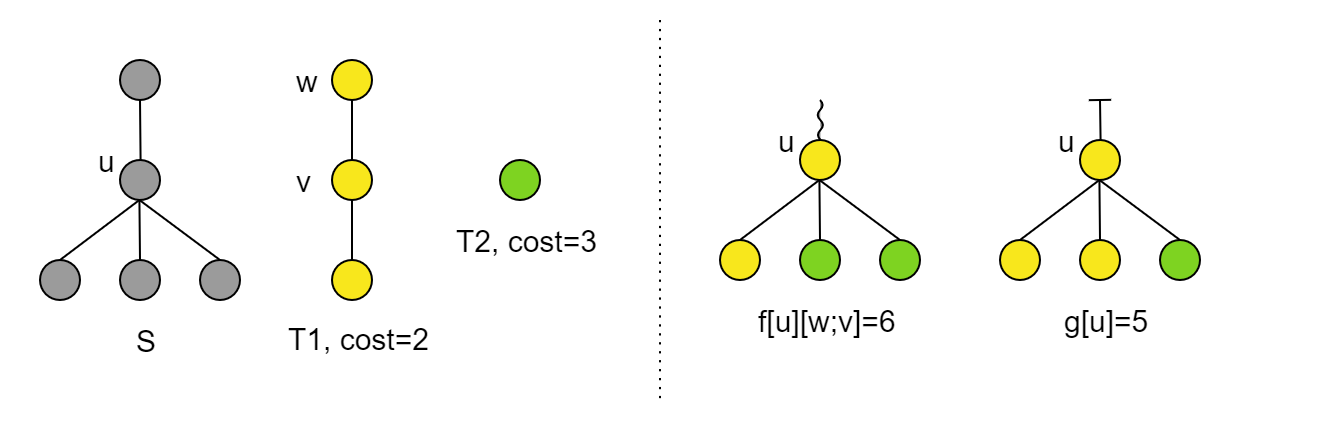 w
u
v
S
T1, cost=2
T2, cost=3
u
u
f[u][w;v]=6
g[u]=5